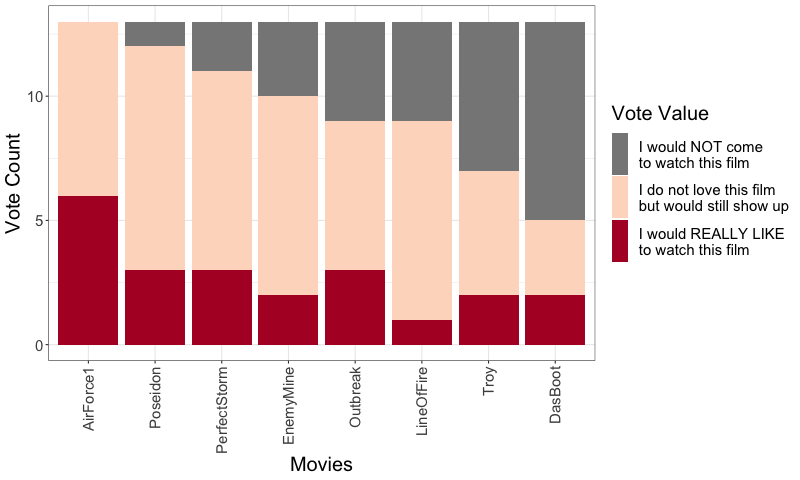 Vote Count
10
5
0
AirForce1
Poseidon
PerfectStorm
EnemyMine
Outbreak
LineOfFire
Troy
DasBoot
Movies
Vote Value
I would NOT come
to watch this film
I do not love this film
but would still show up
I would REALLY LIKE
to watch this film